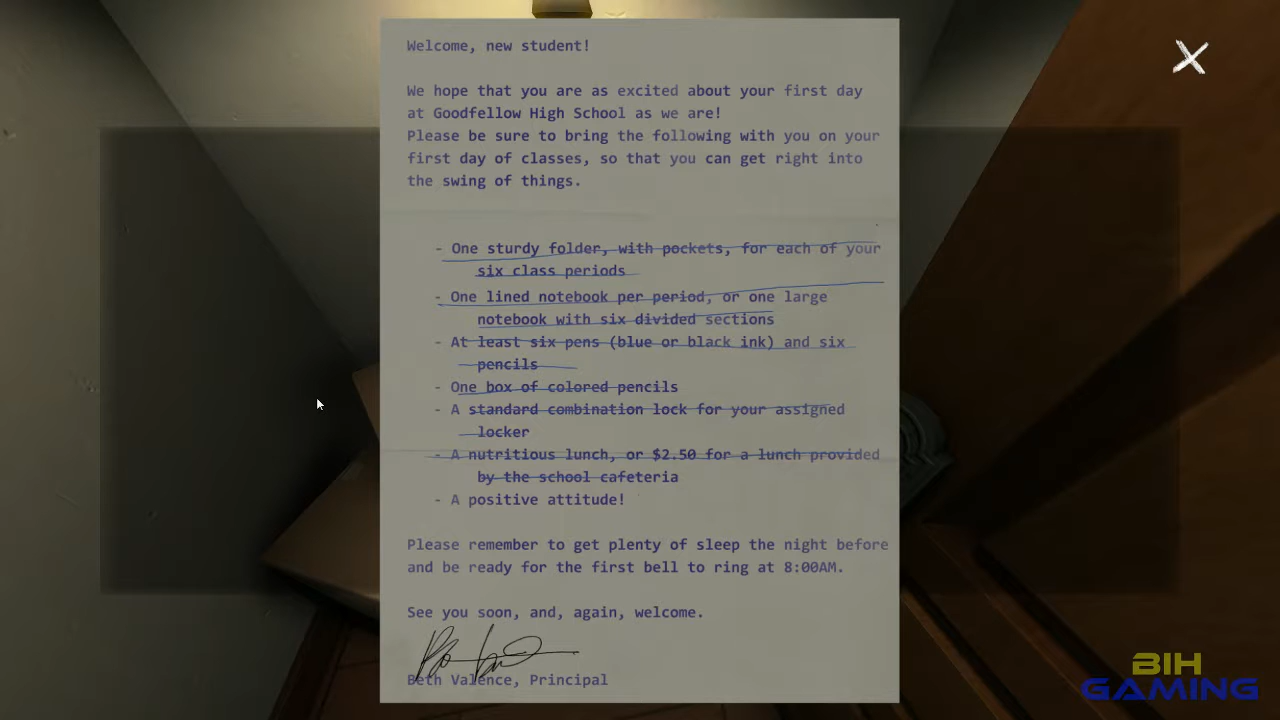 Welcome, new student!
We hope that you are as excited about your first day
at Goodfellow High School as we are!
Please be sure to bring the following with you on your
first day of classes, so that you can get right into
the swing of things.
- One sturdy folder, with pockets, for each of your
six class periods
- One lined notebook per period, or one large
notebook with six divided sections
- At least six pens (blue or black ink) and six
pencils
- One box of colored pencils
- A standard combination lock for your assigned
locker
- A nutritious lunch, or $2.50 for a lunch provided
by the school cafeteria
- A positive attitude!
Please remember to get plenty of sleep the night before
and be ready for the first bell to ring at 8:00AM.
See you soon, and, again, welcome.
Beth Valence, Principal
BIH
GAMING